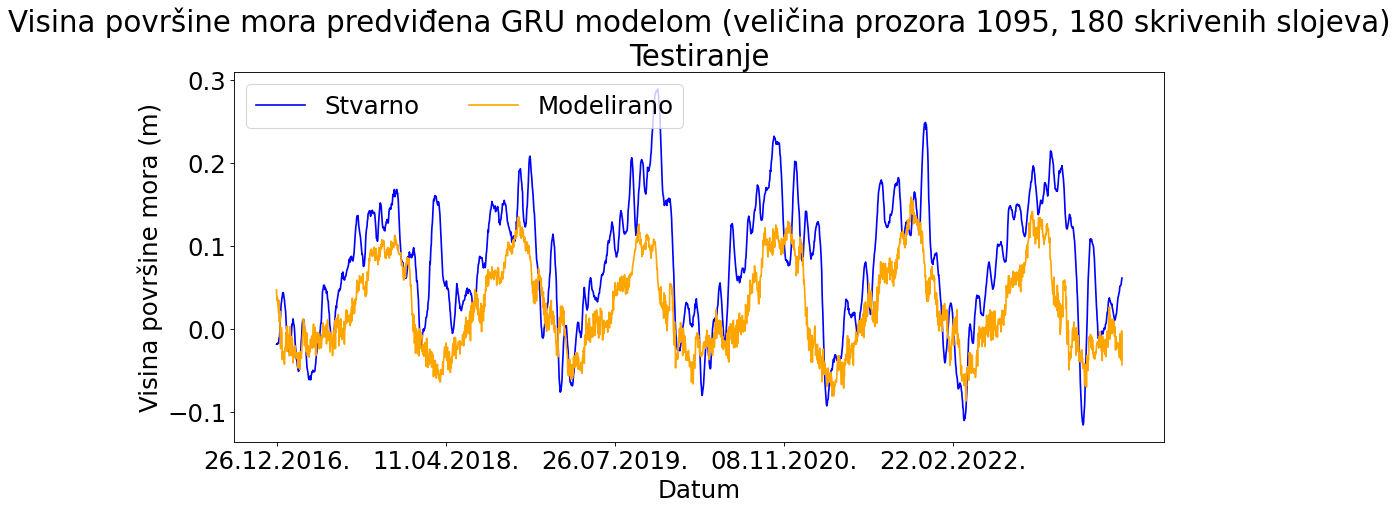 Visina površine mora predviđena GRU modelom (veličina prozora 1095, 180 skrivenih slojeva)
Testiranje
Stvarno Modelirano
Visina površine mora (m)
0.3
0.2
0.1
0.0
−0.1
26.12.2016. 11.04.2018. 26.07.2019. 08.11.2020. 22.02.2022.
Datum